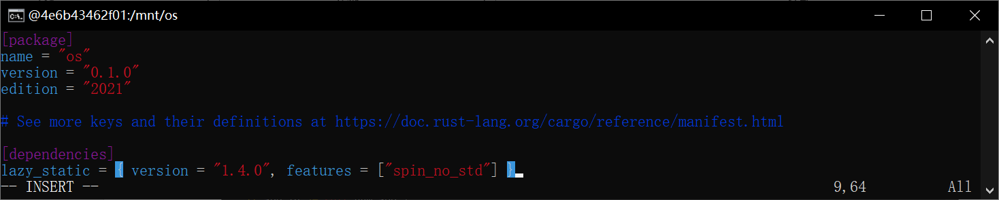 @4e6b43462f01:/mnt/os
[package]
name = "os"
version = "0.1.0"
edition = "2021"
# See more keys and their definitions at https://doc.rust-lang.org/cargo/reference/manifest.html
[dependencies]
lazy_static = { version = "1.4.0", features = ["spin_no_std"] }
-- INSERT -- 9,64 All